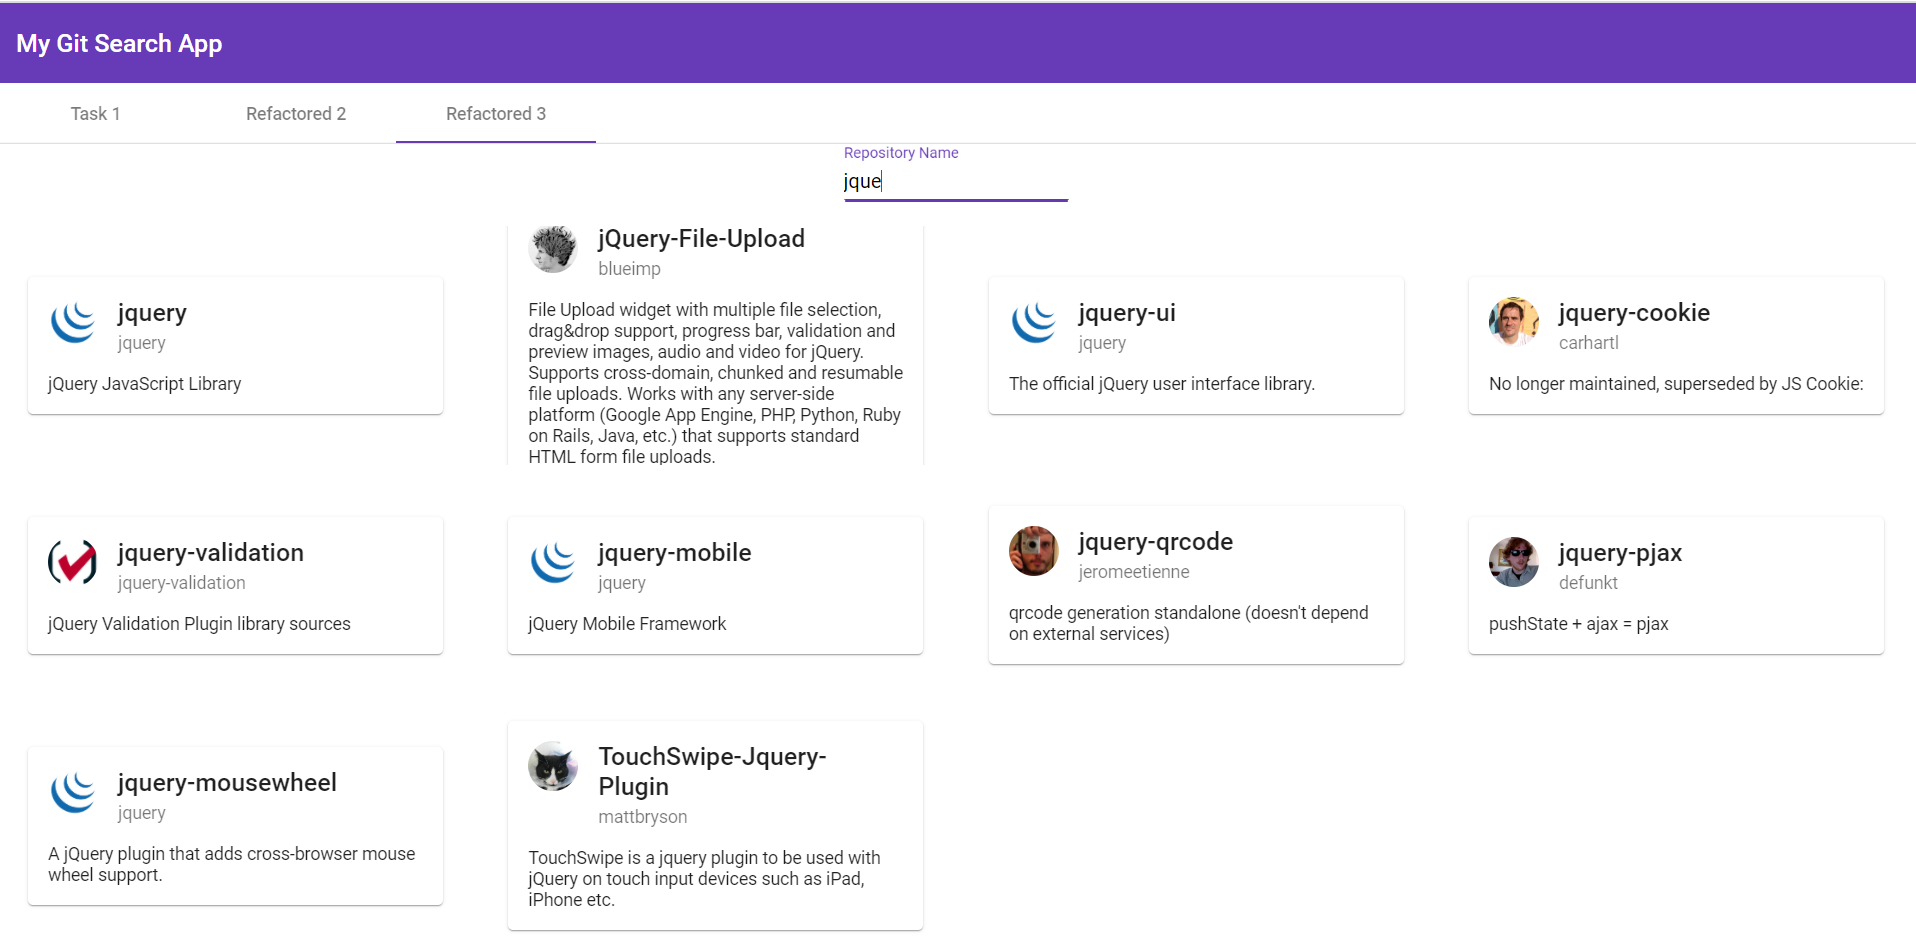 My Git Search App
Task 1
Refactored 2
Refactored 3
Repository Name
jque
jquery
jquery
jQuery JavaScript Library
jQuery-File-Upload
blueimp
File Upload widget with multiple file selection,
drag&drop support, progress bar, validation and
preview images, audio and video for jQuery.
Supports cross-domain, chunked and resumable
file uploads. Works with any server-side
platform (Google App Engine, PHP, Python, Ruby
on Rails, Java, etc.) that supports standard
HTML form file uploads.
jquery-ui
jquery
The official jQuery user interface library.
jquery-cookie
carhartl
No longer maintained, superseded by JS Cookie:
jquery-validation
jquery-validation
jQuery Validation Plugin library sources
jquery-mobile
jquery
jQuery Mobile Framework
jquery-qrcode
jeromeetienne
qrcode generation standalone (doesn't depend
on external services)
jquery-pjax
defunkt
pushState + ajax = pjax
jquery-mousewheel
jquery
A jQuery plugin that adds cross-browser mouse
wheel support.
TouchSwipe-Jquery-
Plugin
mattbryson
TouchSwipe is a jquery plugin to be used with
jQuery on touch input devices such as iPad,
iPhone etc.